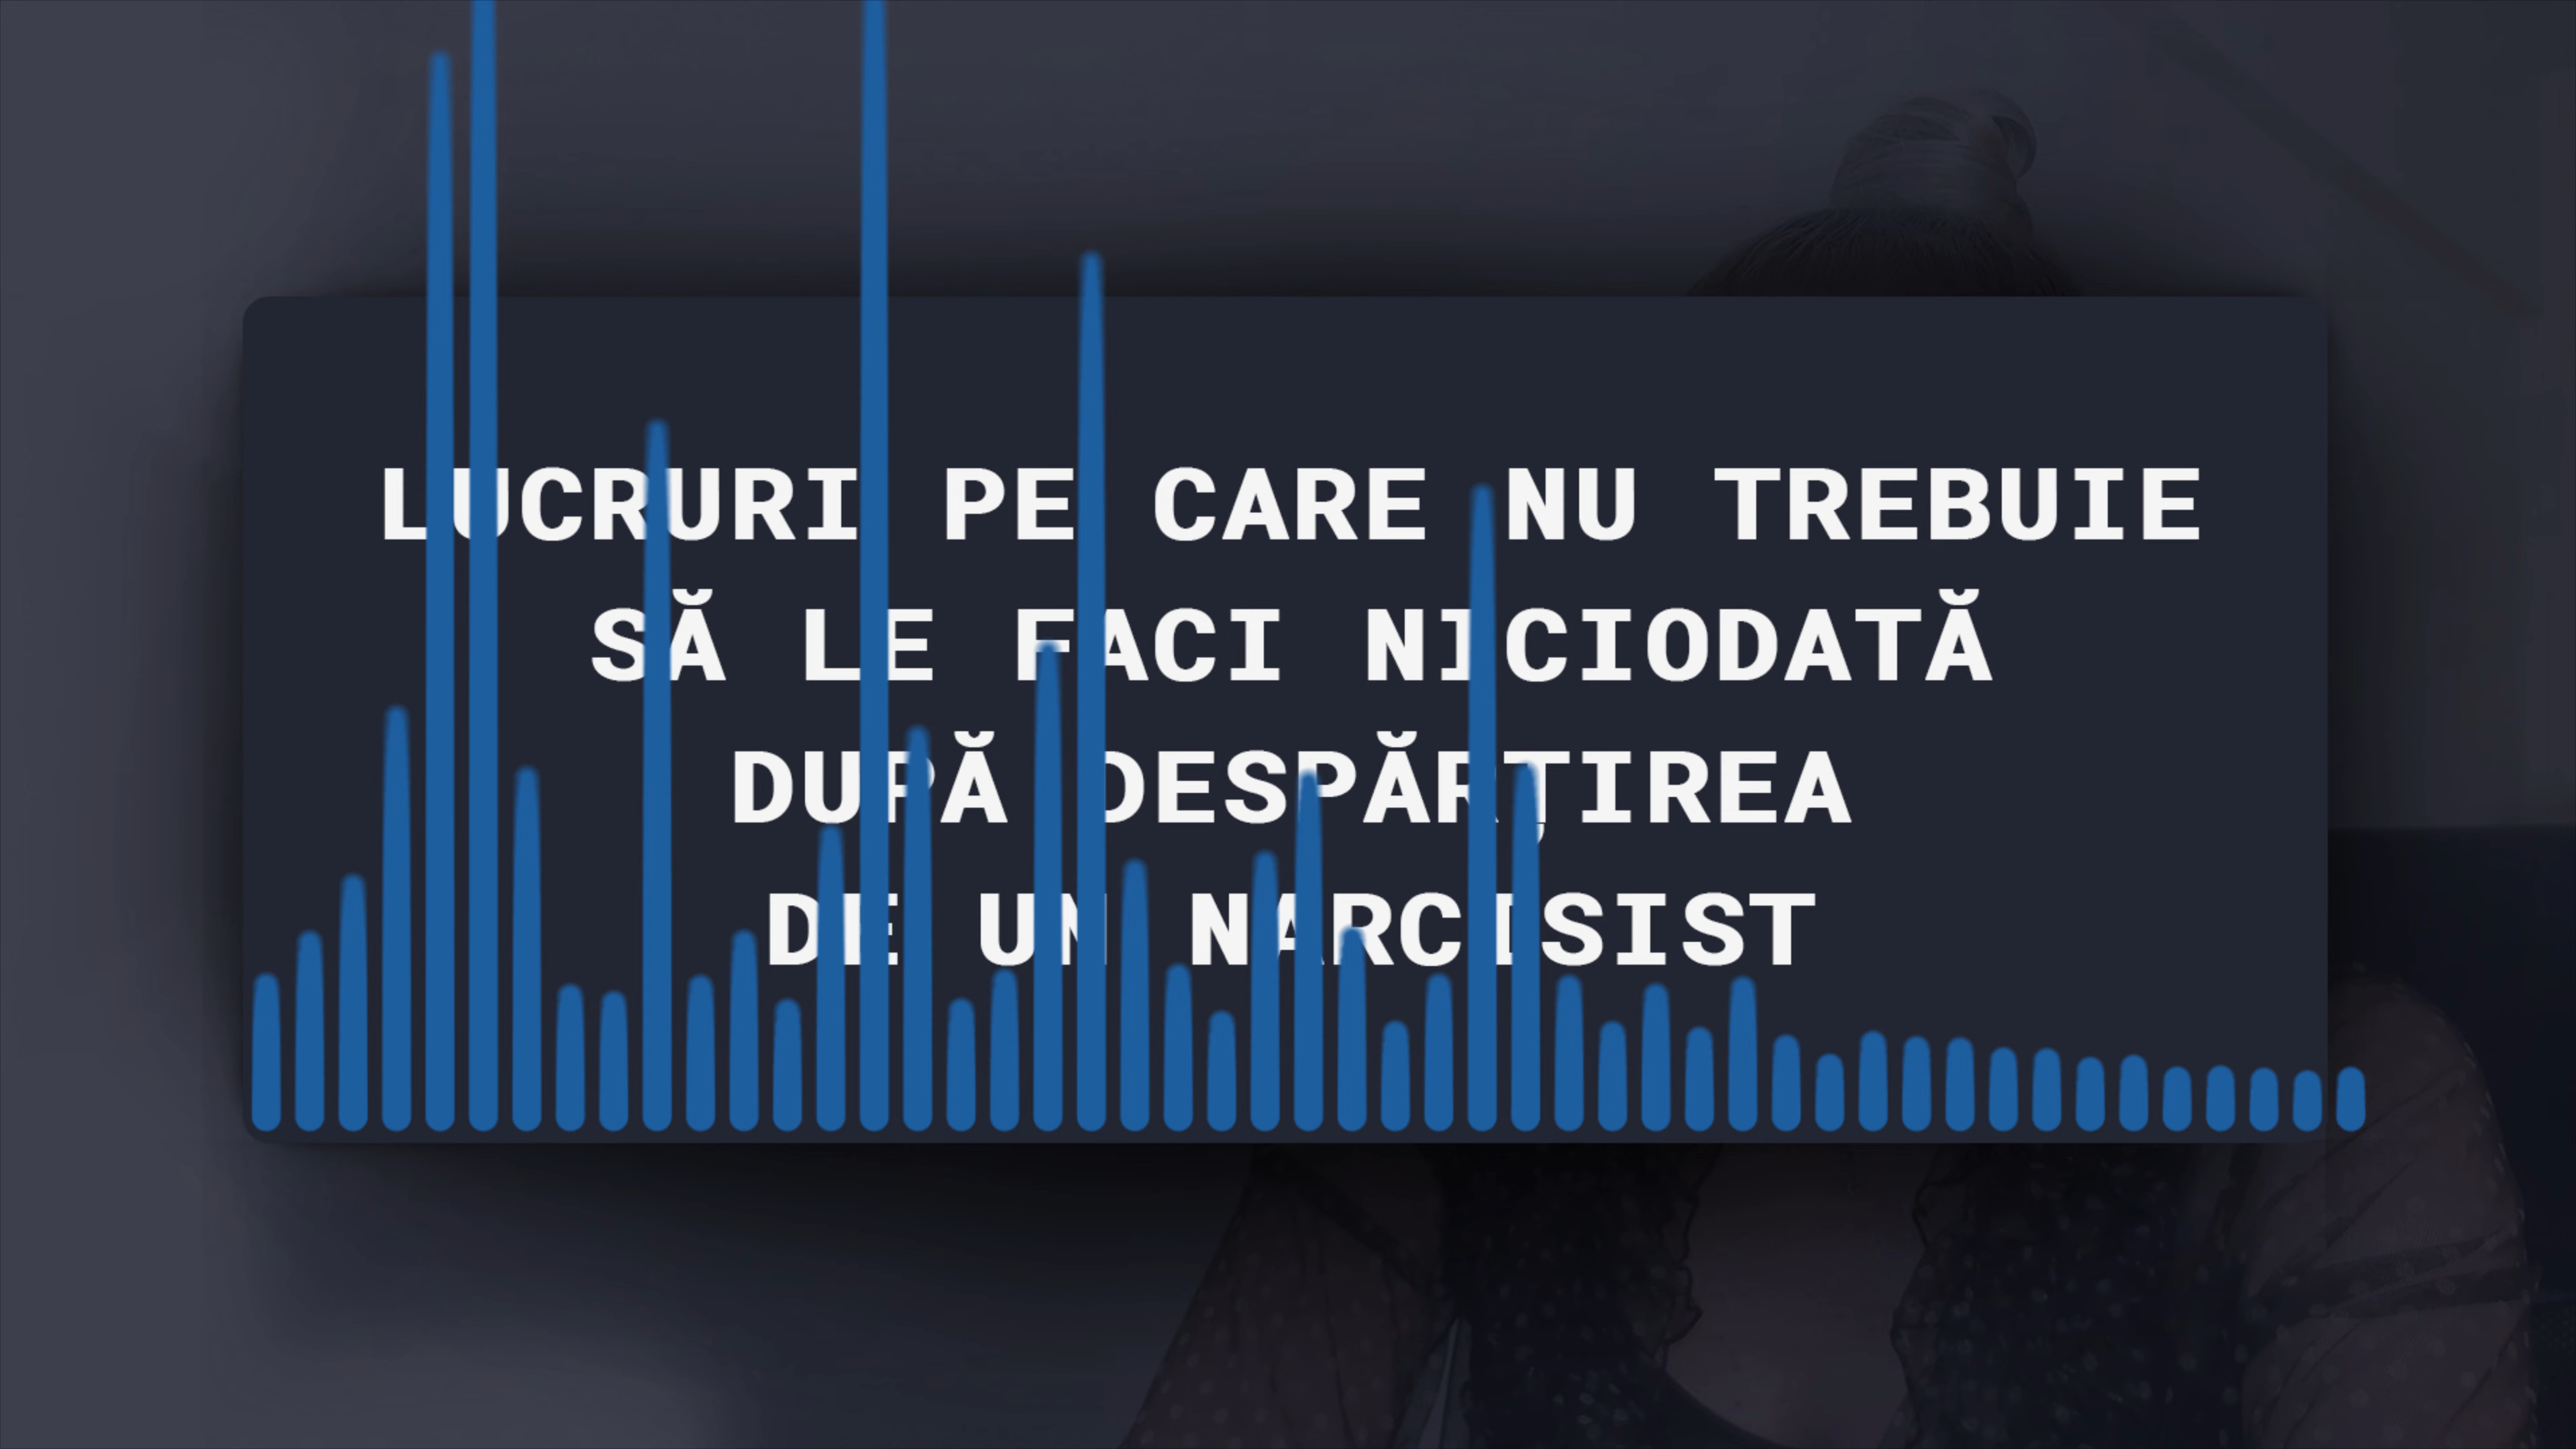 LUCRURI PE CARE NU TREBUIE
SĂ LE FACI NICIODATĂ
DUPĂ DESPĂRȚIREA
DE UN NARCISIST